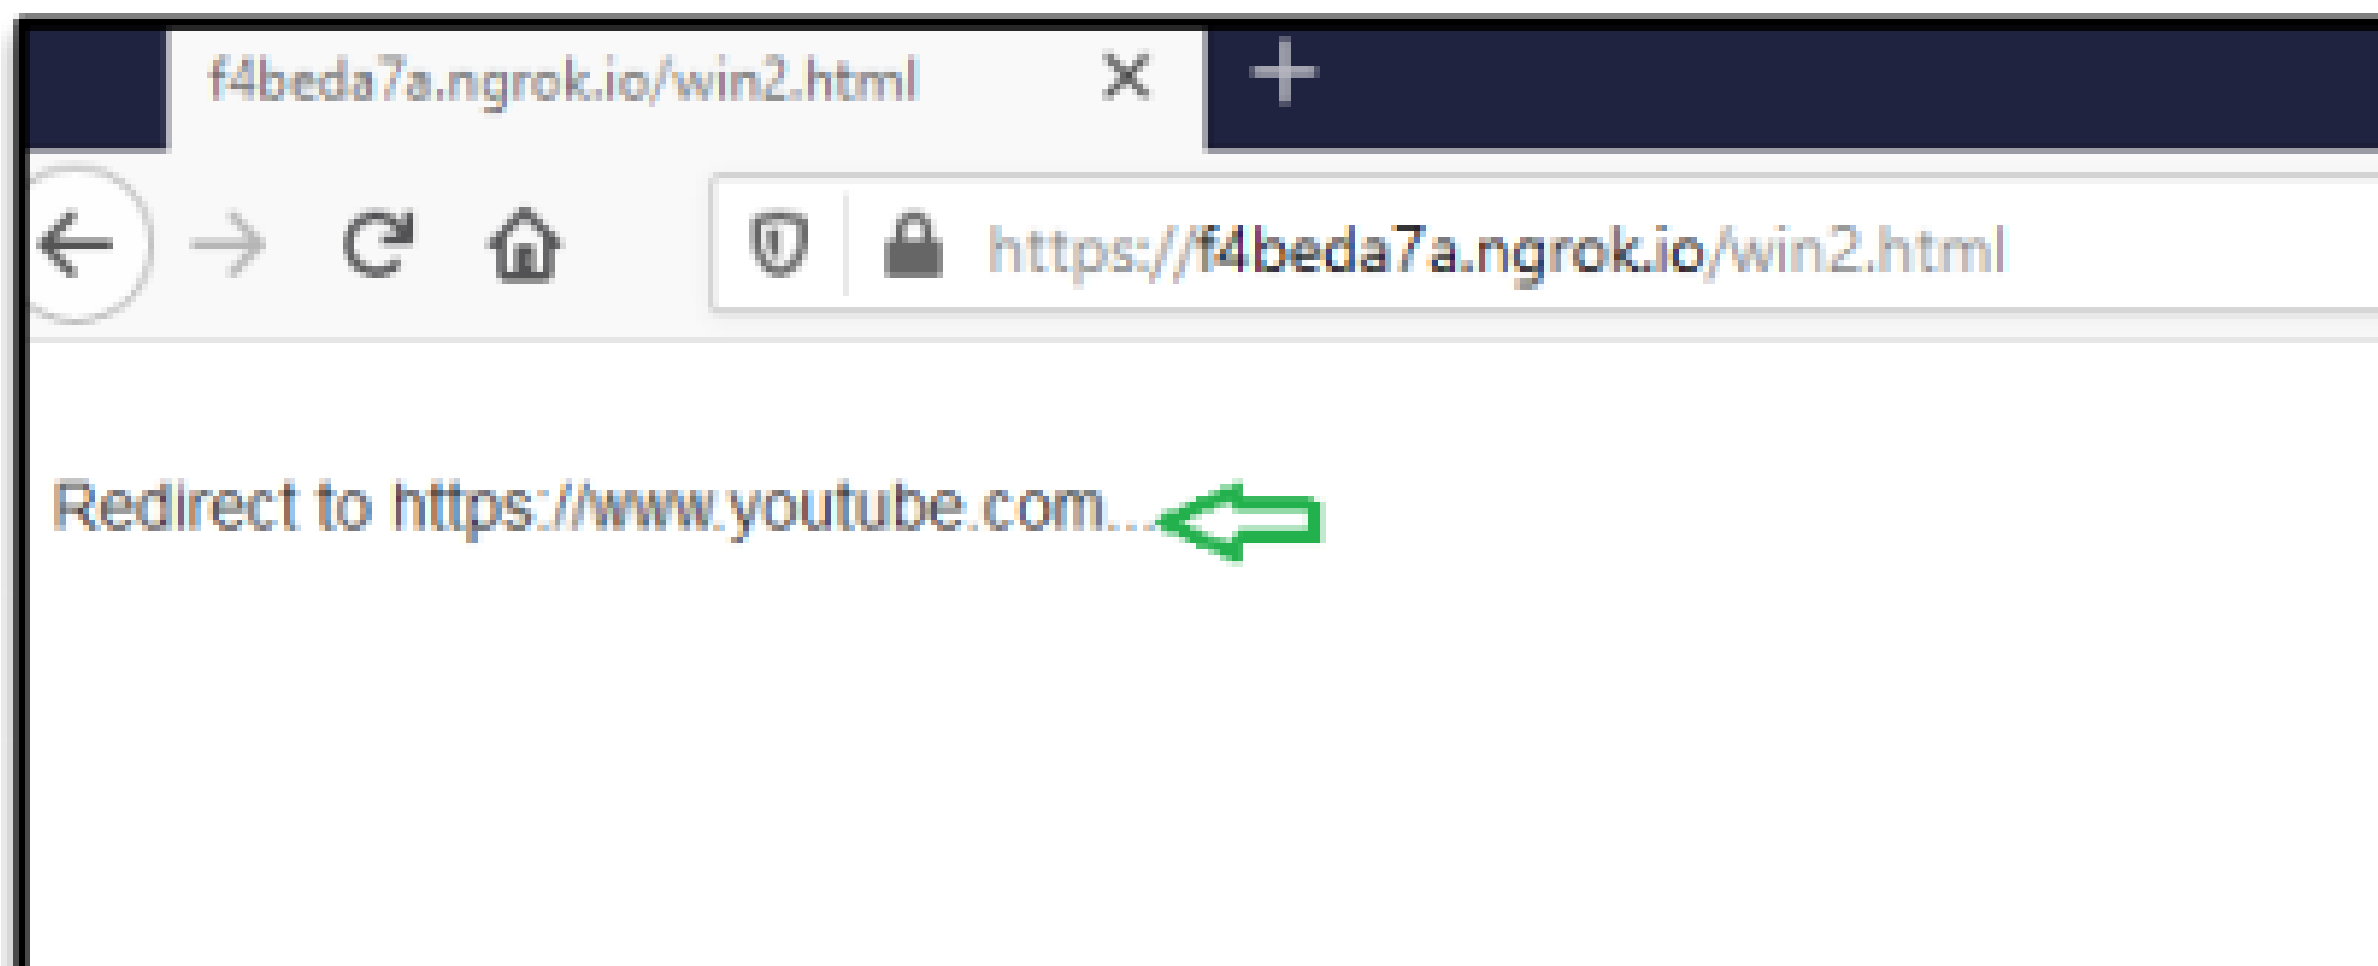 f4beda7a.ngrok.io/win2.html
https://f4beda7a.ngrok.io/win2.html
Redirect to https://www.youtube.com...